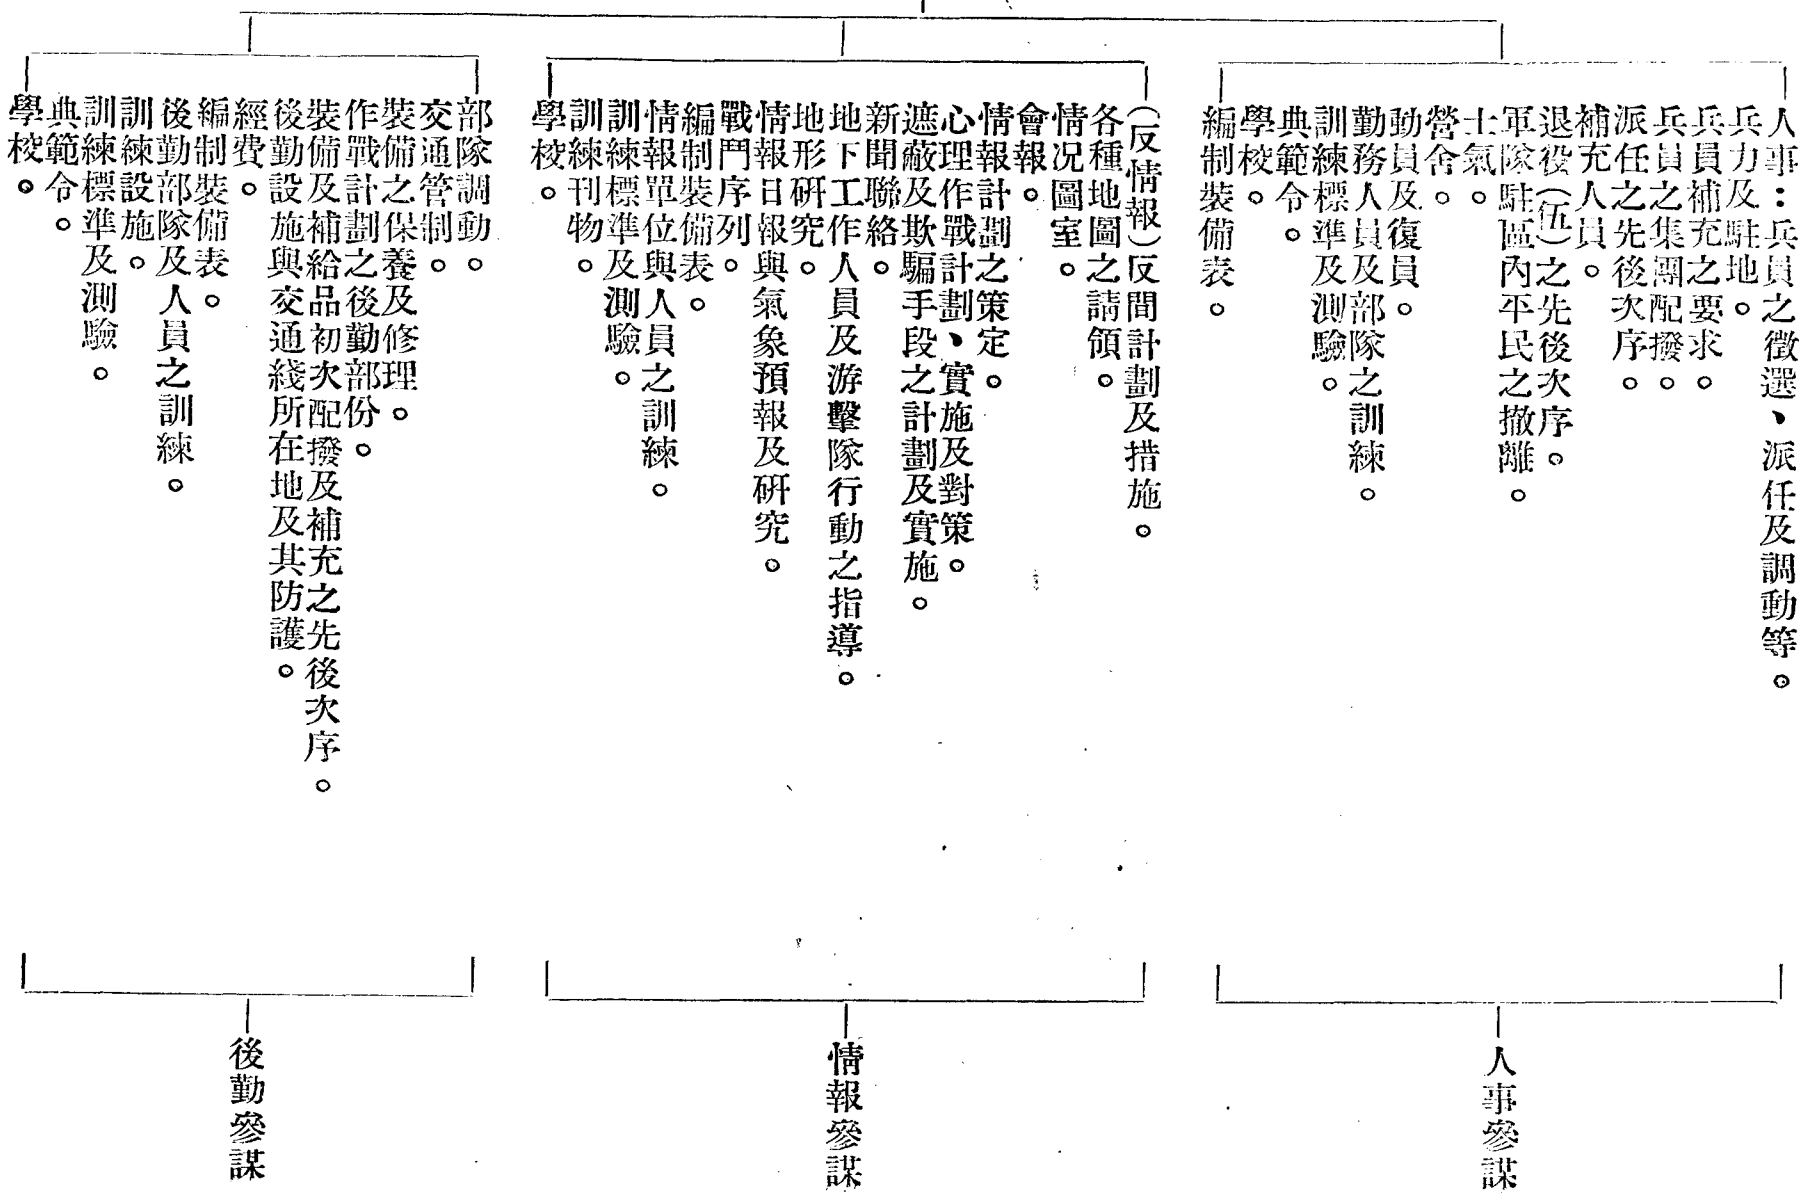 人事：兵員之徵選、派任及調動等。
兵力及駐地。
兵員補充之要求。
兵員之集團配撥。
派任之先後次序。
補充人員。
退役（伍）之先後次序。
軍隊駐區內平民之撤離。
士氣。
營舍。
動員及復員。
勤務人員及部隊之訓練。
訓練標準及測驗。
典範令。
學校。
編制裝備表。
人事參謀
（反情報）反間計劃及措施。
各種地圖之請領。
情况圖室。
會報。
情報計劃之策定。
心理作戰計劃、實施及對策。
遮蔽及欺騙手段之計劃及實施。
新聞聯絡。
地下工作人員及游擊隊行動之指導。
地形研究。
情報日報與氣象預報及研究。
戰鬥序列。
編制裝備表。
情報單位與人員之訓練。
訓練標準及測驗。
訓練刊物。
學校。
情報參謀
部隊調動。
交通管制。
裝備之保養及修理。
作戰計劃之後勤部份。
裝備及補給品初次配撥及補充之先後次序。
後勤設施與交通綫所在地及其防護。
經費。
編制裝備表。
後勤部隊及人員之訓練。
訓練設施。
訓練標準及測驗。
典範令。
學校。
後勤參謀